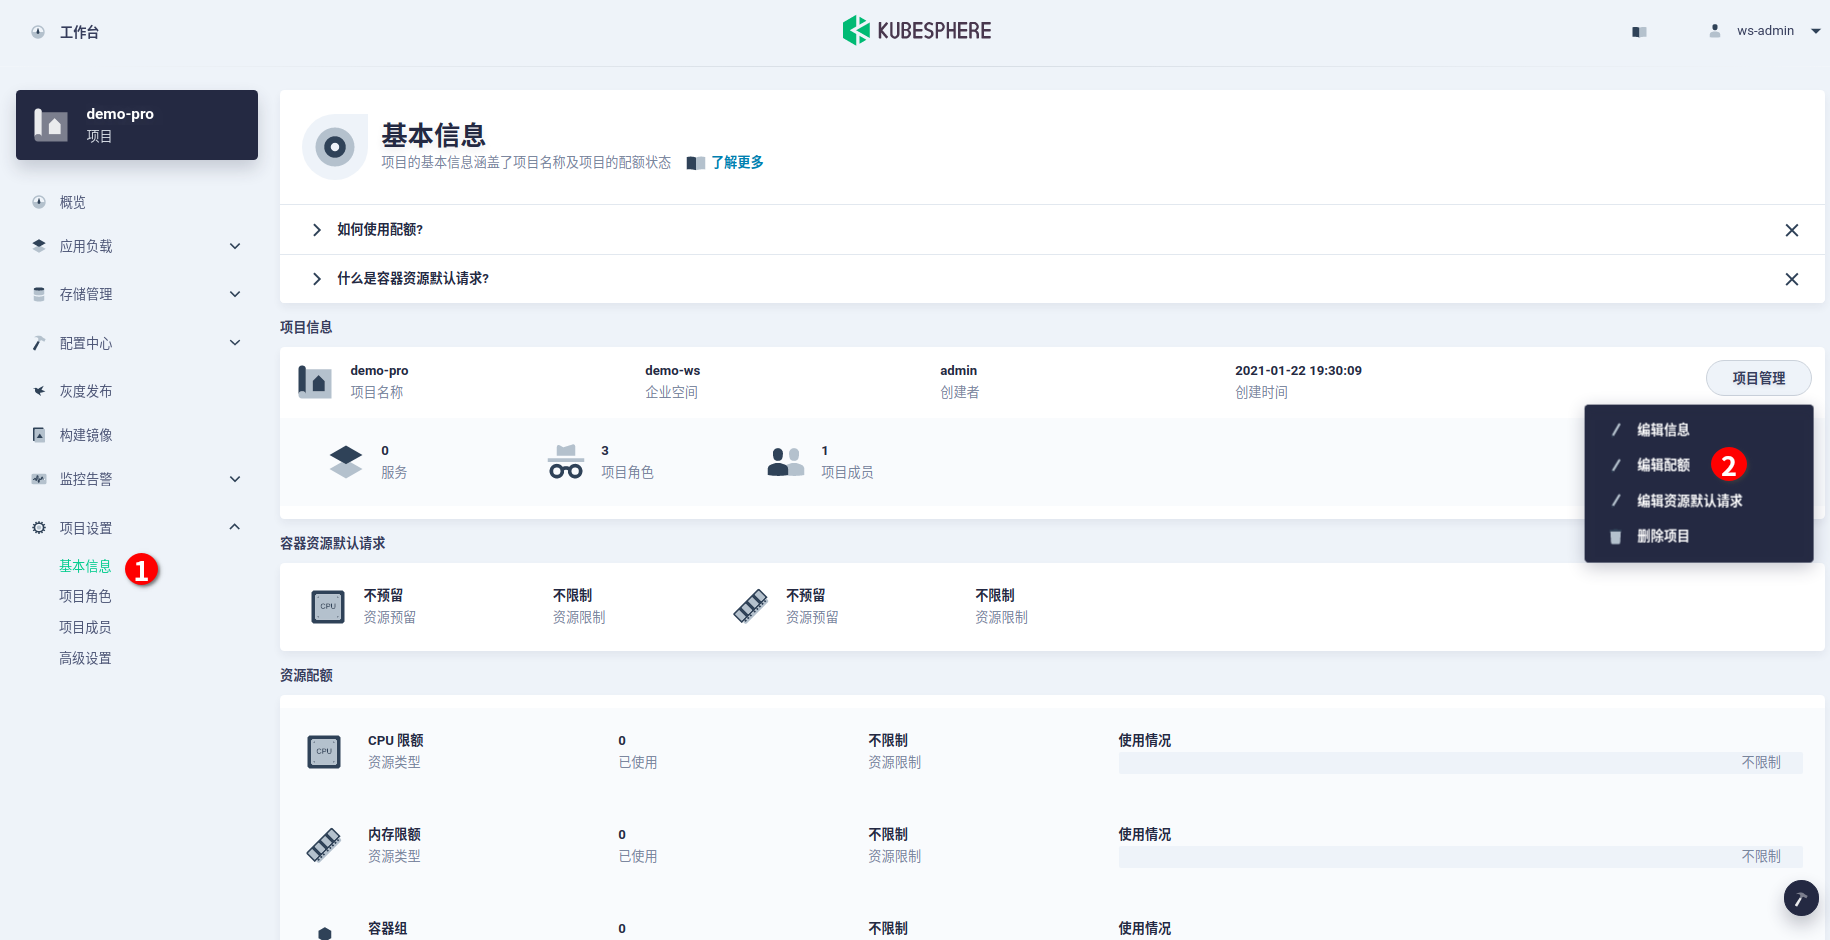 工作台
KUBESPHERE
ws-admin
demo-pro
项目
概览
应用负载
存储管理
配置中心
灰度发布
构建镜像
监控告警
项目设置
基本信息
1
项目角色
项目成员
高级设置
基本信息
项目的基本信息涵盖了项目名称及项目的配额状态 了解更多
如何使用配额?
什么是容器资源默认请求?
项目信息
demo-pro
项目名称
demo-ws
企业空间
admin
创建者
2021-01-22 19:30:09
创建时间
项目管理
编辑信息
编辑配额
2
编辑资源默认请求
删除项目
0
服务
3
项目角色
1
项目成员
容器资源默认请求
CPU
不预留
资源预留
不限制
资源限制
不预留
资源预留
不限制
资源限制
资源配额
CPU
CPU 限额
资源类型
0
已使用
不限制
资源限制
使用情况
不限制
内存限额
资源类型
0
已使用
不限制
资源限制
使用情况
不限制
容器组
0
不限制
使用情况